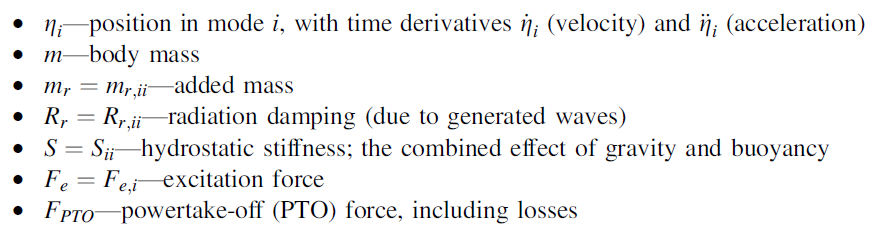 • ηᵢ—position in mode i, with time derivatives η̇ᵢ (velocity) and η̈ᵢ (acceleration)
• m—body mass
• mᵣ = mᵣ,ᵢᵢ—added mass
• Rᵣ = Rᵣ,ᵢᵢ—radiation damping (due to generated waves)
• S = Sᵢᵢ—hydrostatic stiffness; the combined effect of gravity and buoyancy
• Fₑ = Fₑ,ᵢ—excitation force
• F_PTO—powertake-off (PTO) force, including losses